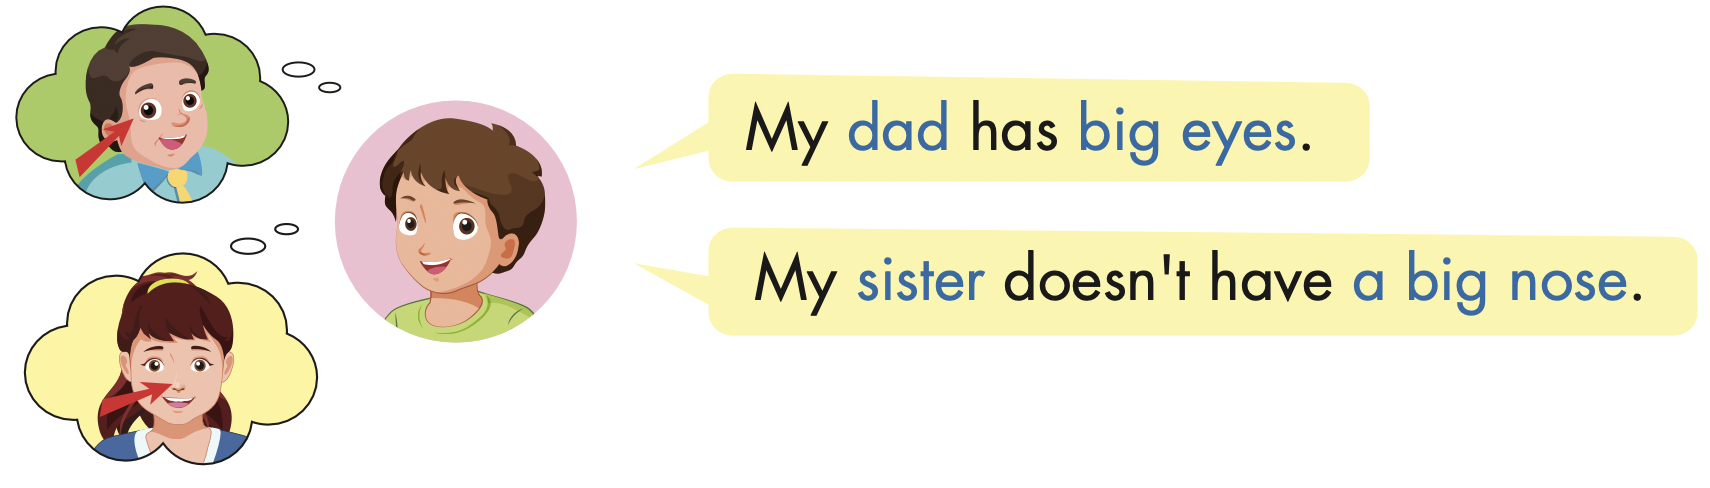 My dad has big eyes.
My sister doesn't have a big nose.